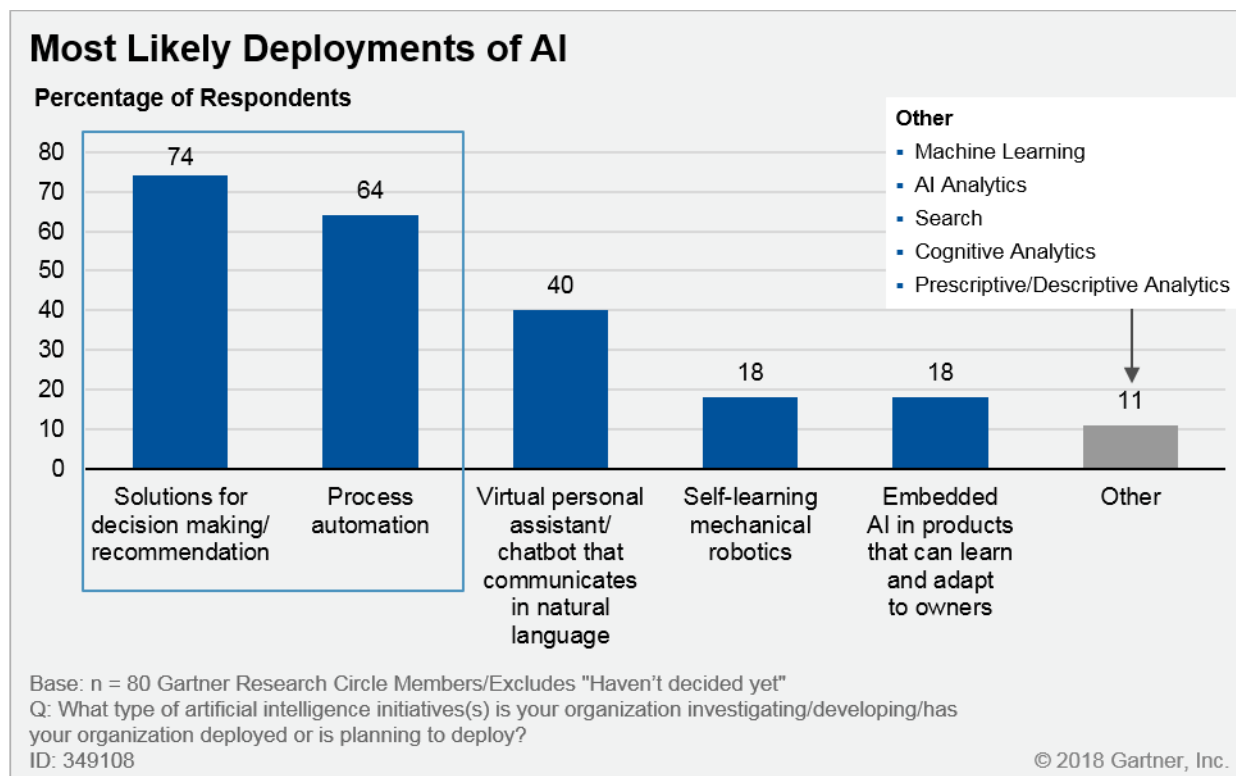 Most Likely Deployments of AI
Percentage of Respondents
Other
▪ Machine Learning
▪ AI Analytics
▪ Search
▪ Cognitive Analytics
▪ Prescriptive/Descriptive Analytics
80
70
60
50
40
30
20
10
0
74
64
40
18
18
11
Solutions for
decision making/
recommendation
Process
automation
Virtual personal
assistant/
chatbot that
communicates
in natural
language
Self-learning
mechanical
robotics
Embedded
AI in products
that can learn
and adapt
to owners
Other
Base: n = 80 Gartner Research Circle Members/Excludes "Haven’t decided yet"
Q: What type of artificial intelligence initiatives(s) is your organization investigating/developing/has
your organization deployed or is planning to deploy?
ID: 349108
© 2018 Gartner, Inc.